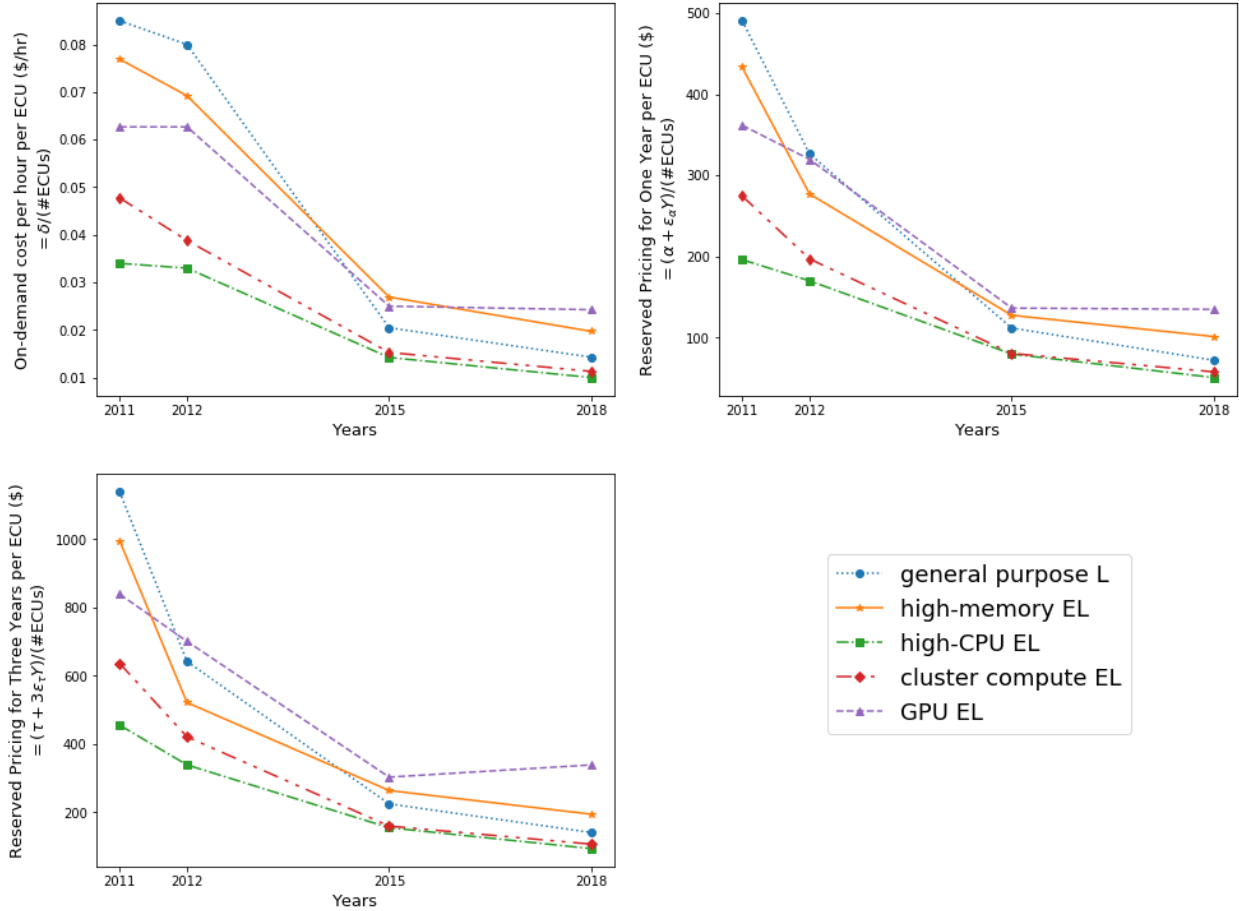 On-demand cost per hour per ECU ($/hr)
= δ/(#ECUs)
0.08
0.07
0.06
0.05
0.04
0.03
0.02
0.01
2011 2012 2015 2018
Years
Reserved Pricing for One Year per ECU ($)
= (α + εαY)/(#ECUs)
500
400
300
200
100
2011 2012 2015 2018
Years
Reserved Pricing for Three Years per ECU ($)
= (τ + 3ετY)/(#ECUs)
1000
800
600
400
200
2011 2012 2015 2018
Years
general purpose L
high-memory EL
high-CPU EL
cluster compute EL
GPU EL